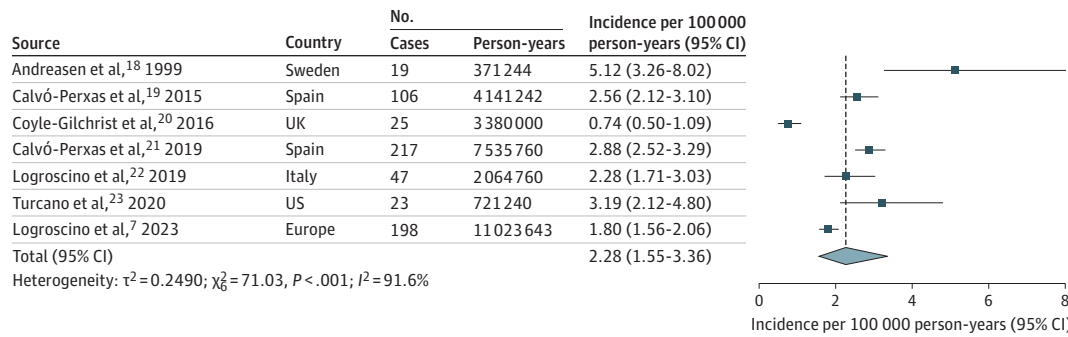 No.
Incidence per 100 000
person-years (95% CI)
Source Country Cases Person-years
Andreasen et al,18 1999 Sweden 19 371 244 5.12 (3.26-8.02)
Calvó-Perxas et al,19 2015 Spain 106 4 141 242 2.56 (2.12-3.10)
Coyle-Gilchrist et al,20 2016 UK 25 3 380 000 0.74 (0.50-1.09)
Calvó-Perxas et al,21 2019 Spain 217 7 535 760 2.88 (2.52-3.29)
Logroscino et al,22 2019 Italy 47 2 064 760 2.28 (1.71-3.03)
Turcano et al,23 2020 US 23 721 240 3.19 (2.12-4.80)
Logroscino et al,7 2023 Europe 198 11 023 643 1.80 (1.56-2.06)
Total (95% CI) 2.28 (1.55-3.36)
Heterogeneity: τ2 = 0.2490; χ26 = 71.03, P < .001; I2 = 91.6%
0 2 4 6 8
Incidence per 100 000 person-years (95% CI)